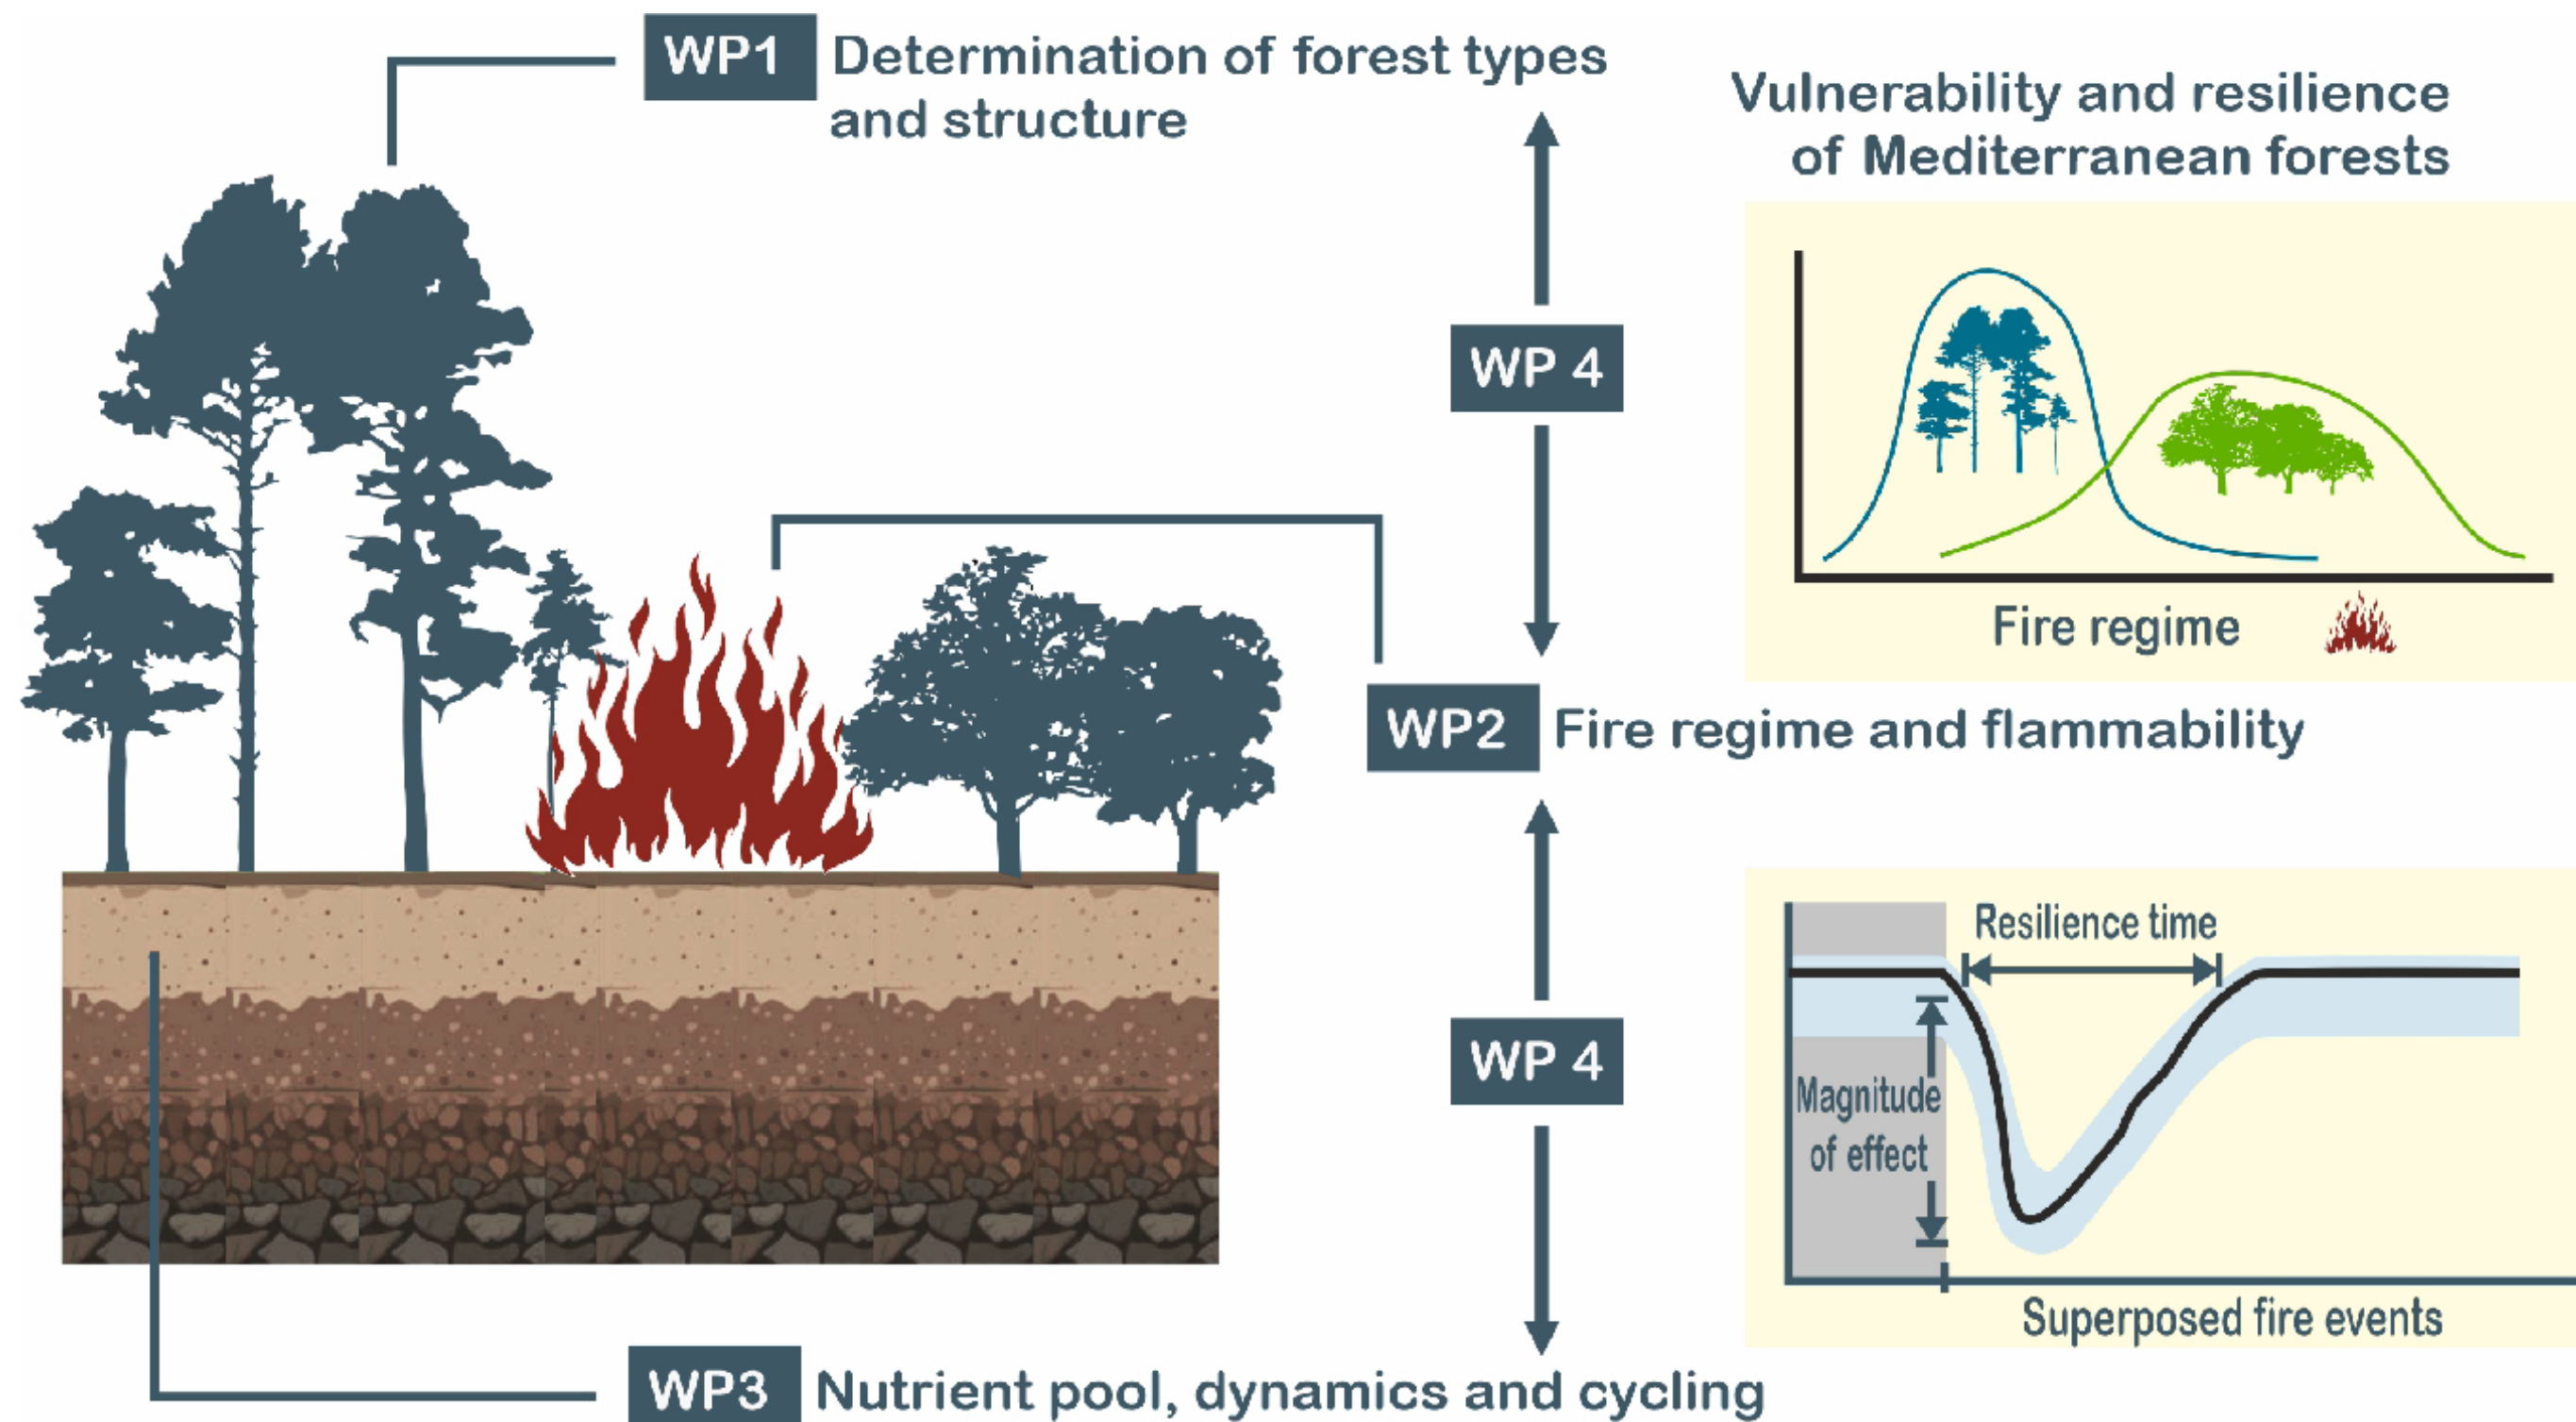 WP1 Determination of forest types
and structure
Vulnerability and resilience
of Mediterranean forests
WP 4
Fire regime
WP2 Fire regime and flammability
Resilience time
Magnitude
of effect
WP 4
Superposed fire events
WP3 Nutrient pool, dynamics and cycling